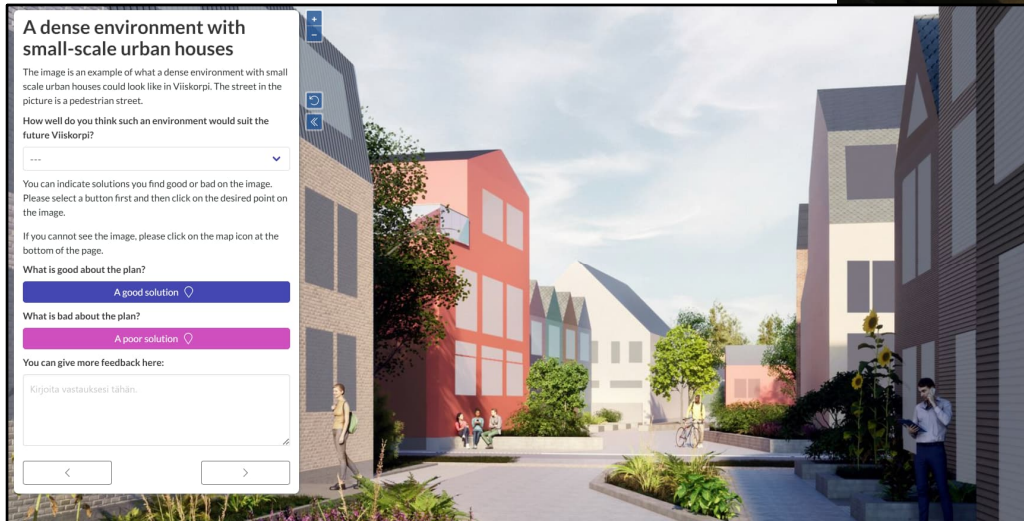 A dense environment with
small-scale urban houses
The image is an example of what a dense environment with small
scale urban houses could look like in Viiskorpi. The street in the
picture is a pedestrian street.
How well do you think such an environment would suit the
future Viiskorpi?
---
You can indicate solutions you find good or bad on the image.
Please select a button first and then click on the desired point on
the image.
If you cannot see the image, please click on the map icon at the
bottom of the page.
What is good about the plan?
A good solution
What is bad about the plan?
A poor solution
You can give more feedback here:
Kirjoita vastauksesi tähän.